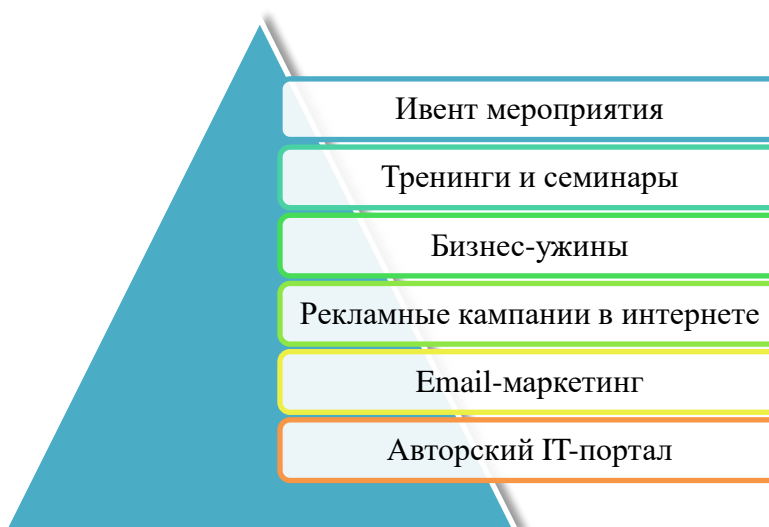 Ивент мероприятия
Тренинги и семинары
Бизнес-ужины
Рекламные кампании в интернете
Email-маркетинг
Авторский IT-портал